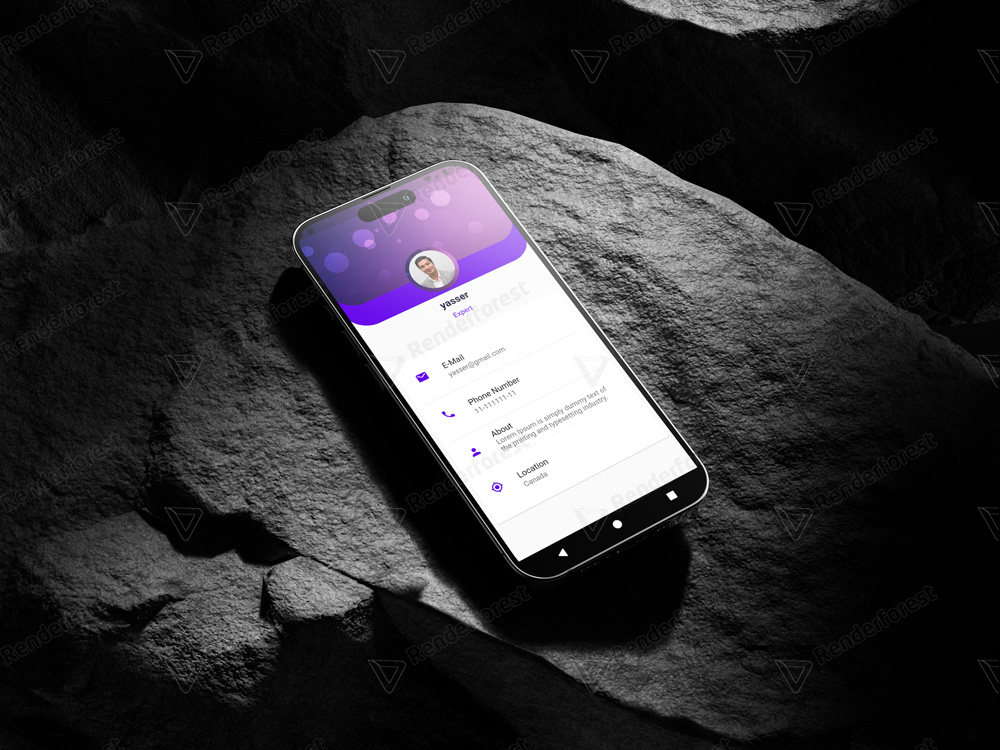 yasser
Expert
E-Mail
yasser@gmail.com
Phone Number
11-111111-11
About
Lorem Ipsum is simply dummy text of
the printing and typesetting industry.
Location
Canada
Renderforest